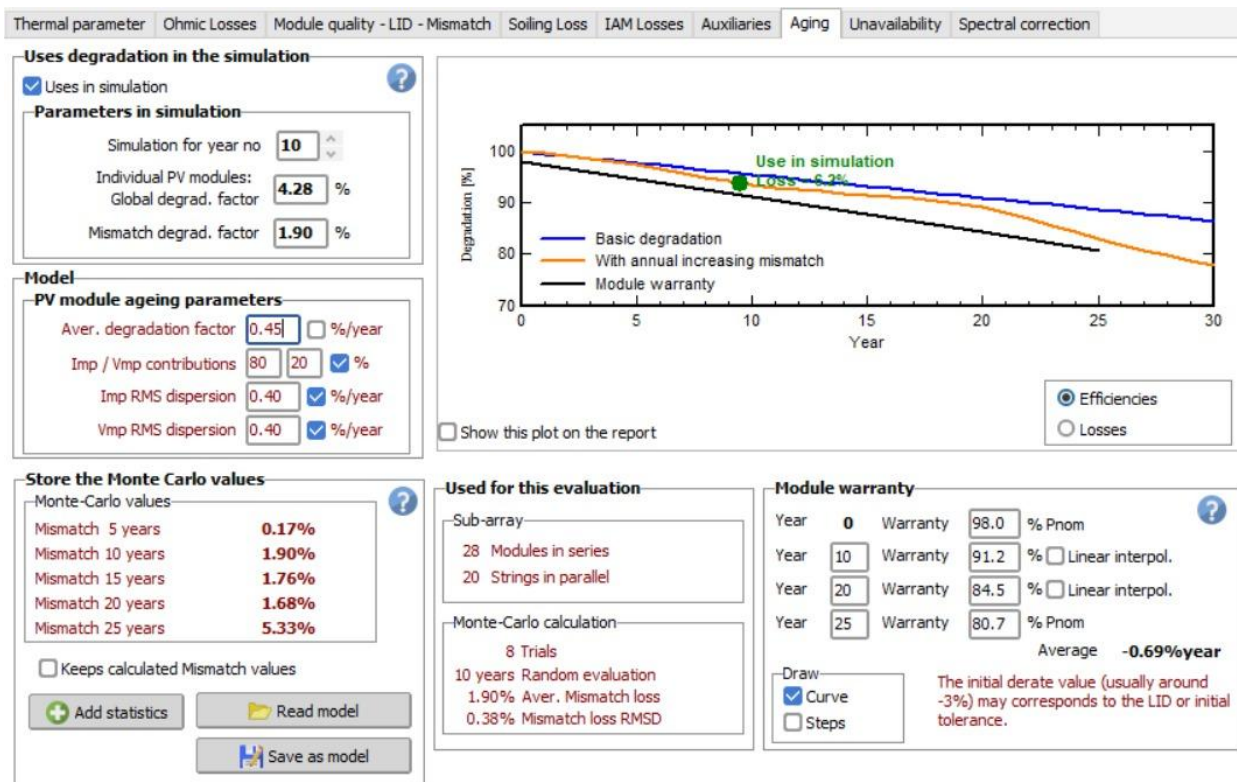 Thermal parameter Ohmic Losses Module quality - LID - Mismatch Soiling Loss IAM Losses Auxiliaries Aging Unavailability Spectral correction
Uses degradation in the simulation
Uses in simulation
?
Parameters in simulation
Simulation for year no 10
Individual PV modules:
Global degrad. factor 4.28 %
Mismatch degrad. factor 1.90 %
Model
PV module ageing parameters
Aver. degradation factor 0.45 %/year
Imp / Vmp contributions 80 20 %
Imp RMS dispersion 0.40 %/year
Vmp RMS dispersion 0.40 %/year
Degradation [%]
100
90
80
70
Use in simulation
Loss - 6.2%
Basic degradation
With annual increasing mismatch
Module warranty
0 5 10 15 20 25 30
Year
Efficiencies
Losses
Show this plot on the report
Store the Monte Carlo values
Monte-Carlo values
?
Mismatch 5 years 0.17%
Mismatch 10 years 1.90%
Mismatch 15 years 1.76%
Mismatch 20 years 1.68%
Mismatch 25 years 5.33%
Keeps calculated Mismatch values
Add statistics
Read model
Save as model
Used for this evaluation
Sub-array
28 Modules in series
20 Strings in parallel
Monte-Carlo calculation
8 Trials
10 years Random evaluation
1.90% Aver. Mismatch loss
0.38% Mismatch loss RMSD
Module warranty
?
Year 0 Warranty 98.0 % Pnom
Year 10 Warranty 91.2 % Linear interpol.
Year 20 Warranty 84.5 % Linear interpol.
Year 25 Warranty 80.7 % Pnom
Average -0.69%year
Draw
Curve
Steps
The initial derate value (usually around
-3%) may corresponds to the LID or initial
tolerance.